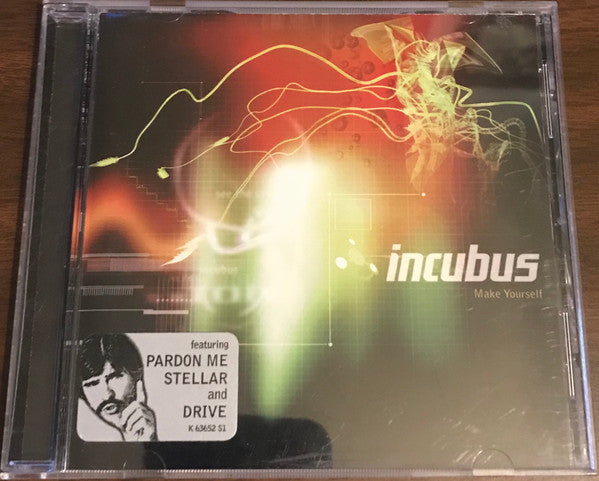 incubus
Make Yourself
featuring
PARDON ME
STELLAR
and
DRIVE
K 63652 S1